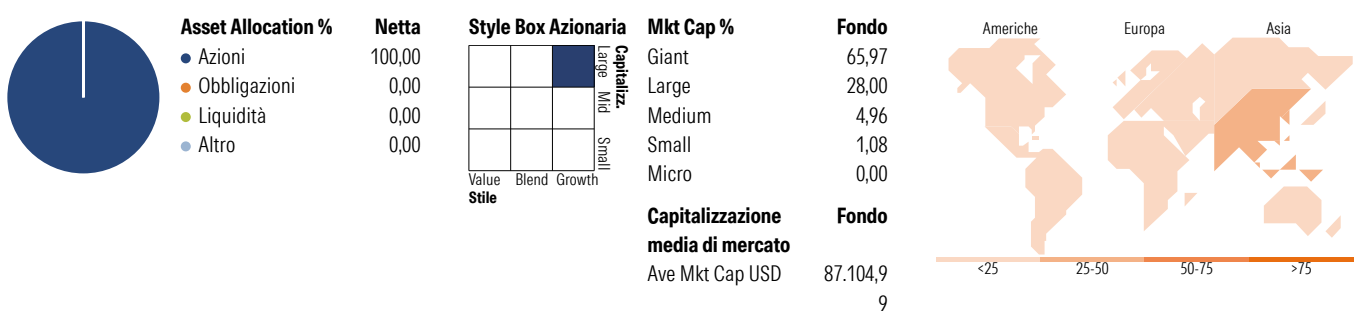 Asset Allocation % Netta
Azioni 100,00
Obbligazioni 0,00
Liquidità 0,00
Altro 0,00
Style Box Azionaria
Capitalizz.
Large Mid Small
Value Blend Growth
Stile
Mkt Cap % Fondo
Giant 65,97
Large 28,00
Medium 4,96
Small 1,08
Micro 0,00
Capitalizzazione Fondo
media di mercato
Ave Mkt Cap USD 87.104,9
9
Americhe Europa Asia
<25 25-50 50-75 >75